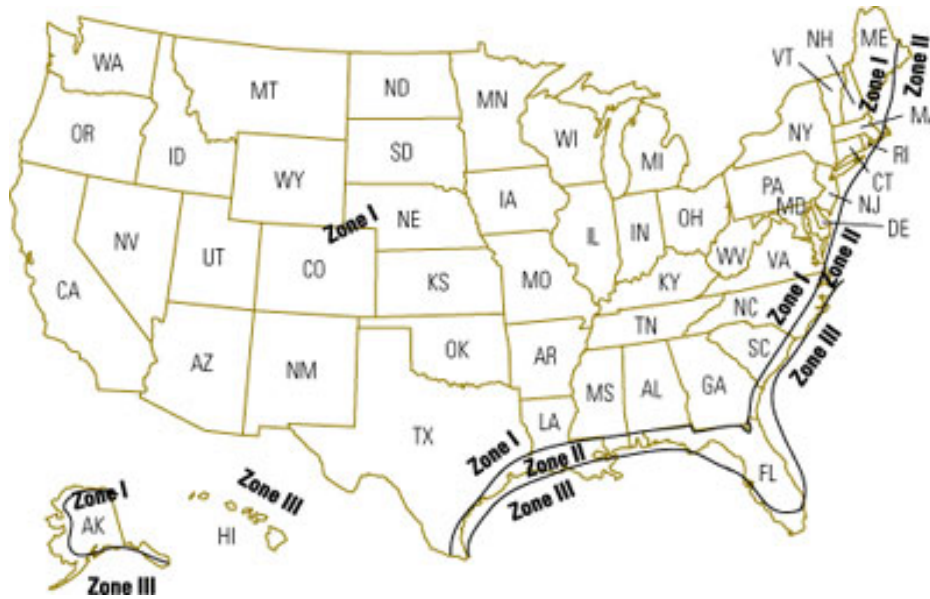 WA
MT
ND
MN
VT
NH
ME
Zone I
Zone II
OR
ID
SD
WI
MI
NY
MA
RI
CT
WY
Zone I
NE
IA
IL
IN
OH
PA
MD
NJ
DE
NV
UT
CO
KS
MO
KY
WV
VA
Zone I
Zone II
CA
AZ
NM
OK
AR
TN
NC
SC
Zone III
TX
LA
MS
AL
GA
Zone I
Zone II
Zone III
FL
Zone I
AK
Zone III
Zone III
HI